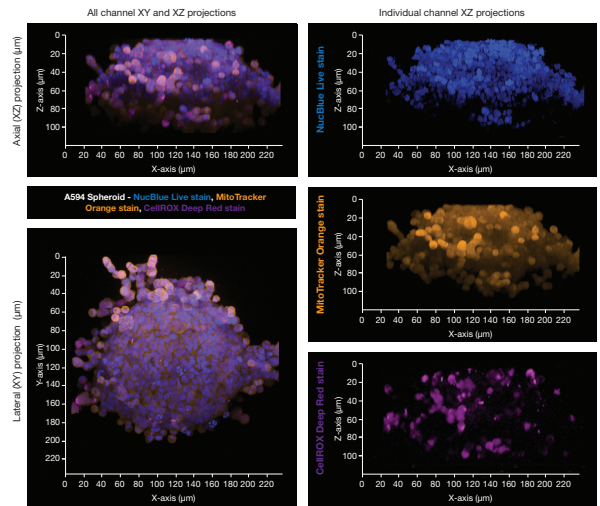 All channel XY and XZ projections
Individual channel XZ projections
Axial (XZ) projection (µm)
Z-axis (µm)
0
20
40
60
80
100
0 20 40 60 80 100 120 140 160 180 200 220
X-axis (µm)
NucBlue Live stain
Z-axis (µm)
0
20
40
60
80
100
0 20 40 60 80 100 120 140 160 180 200 220
X-axis (µm)
A594 Spheroid - NucBlue Live stain, MitoTracker
Orange stain, CellROX Deep Red stain
MitoTracker Orange stain
Z-axis (µm)
0
20
40
60
80
100
0 20 40 60 80 100 120 140 160 180 200 220
X-axis (µm)
Lateral (XY) projection (µm)
Y-axis (µm)
0
20
40
60
80
100
120
140
160
180
200
220
0 20 40 60 80 100 120 140 160 180 200 220
X-axis (µm)
CellROX Deep Red stain
Z-axis (µm)
0
20
40
60
80
100
0 20 40 60 80 100 120 140 160 180 200 220
X-axis (µm)